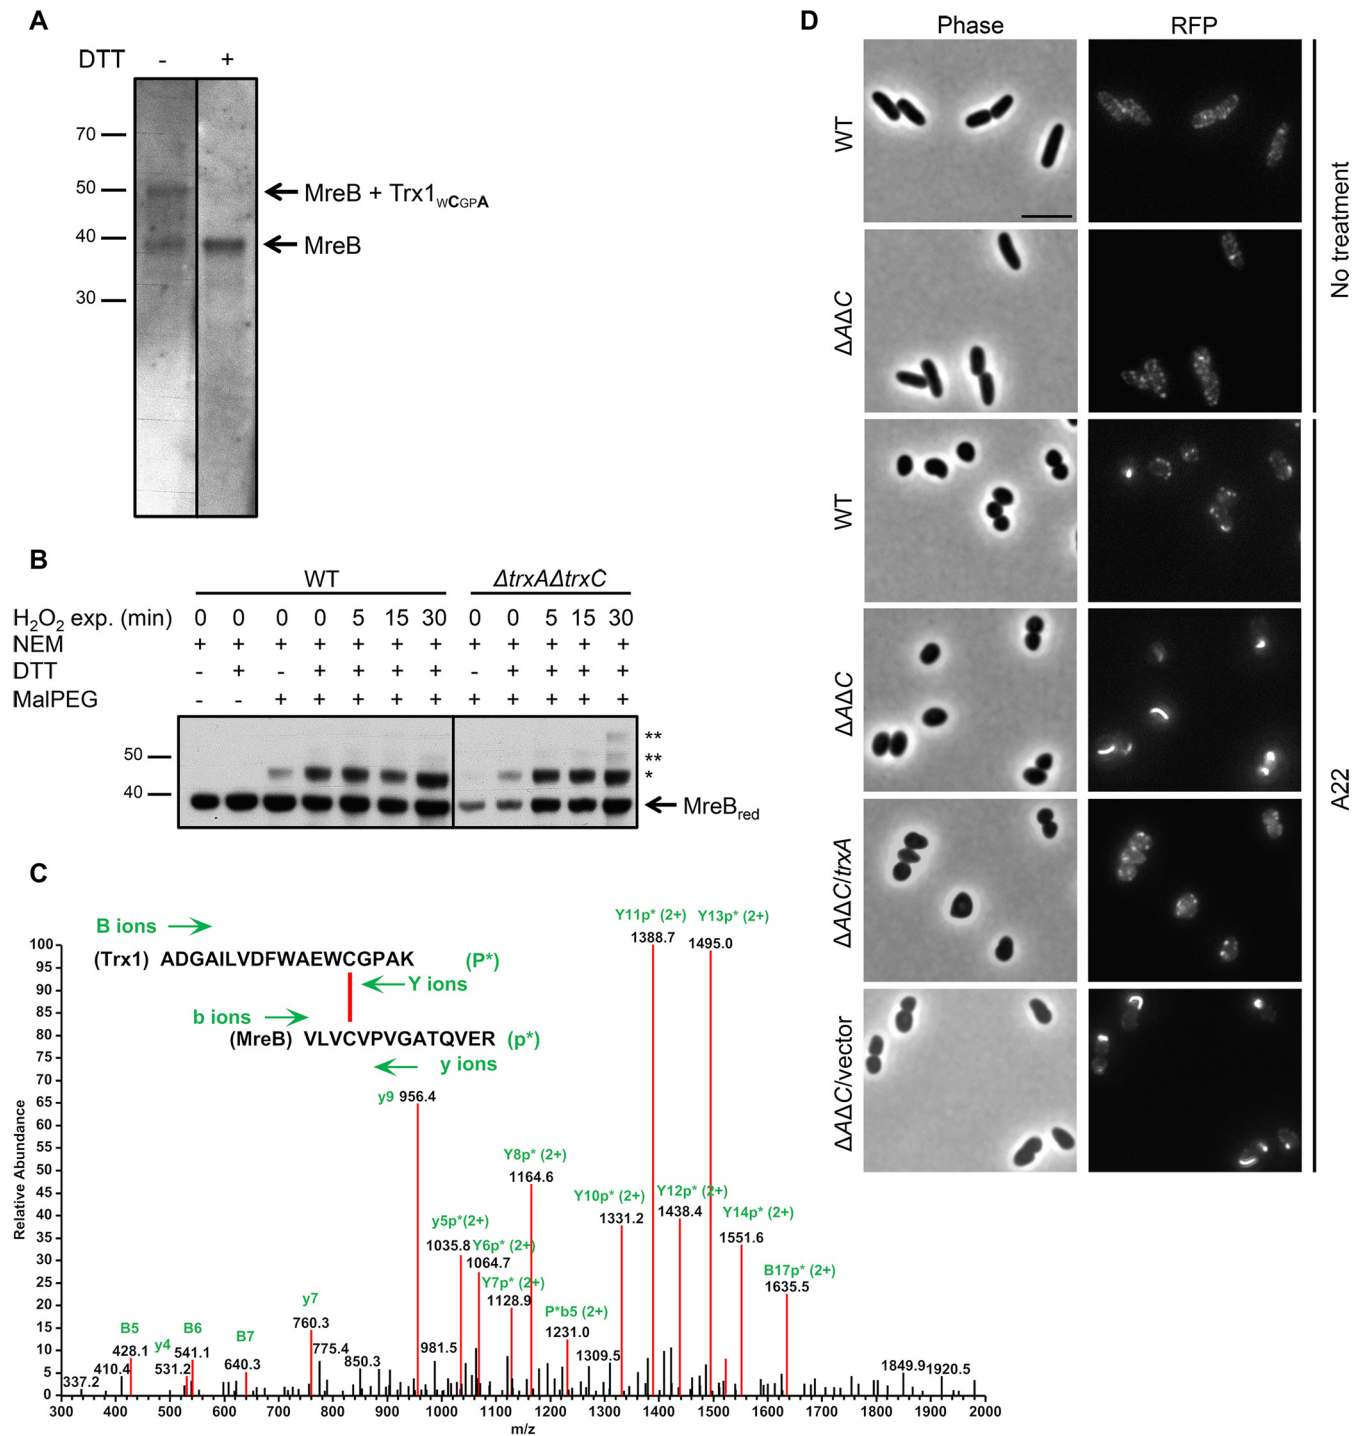 A
DTT - +
70
50
40
30
MreB + Trx1WCGPA
MreB
B
WT ΔtrxAΔtrxC
H2O2 exp. (min) 0 0 0 0 5 15 30 0 0 5 15 30
NEM + + + + + + + + + + + +
DTT - + - + + + + - + + + +
MalPEG - - + + + + + + + + + +
50
40
**
**
*
MreBred
C
B ions
(Trx1) ADGAILVDFWAEWCGPAK (P*)
Y ions
b ions
(MreB) VLVCVPVGATQVER (p*)
y ions
Relative Abundance
100
95
90
85
80
75
70
65
60
55
50
45
40
35
30
25
20
15
10
5
0
337.2
410.4
B5
428.1
y4
531.2
B6
541.1
B7
640.3
y7
760.3
775.4
850.3
y9 956.4
981.5
y5p*(2+)
1035.8
Y6p* (2+)
1064.7
Y7p* (2+)
1128.9
Y8p* (2+)
1164.6
P*b5 (2+)
1231.0
1309.5
Y10p* (2+)
1331.2
Y11p* (2+)
1388.7
Y12p* (2+)
1438.4
Y13p* (2+)
1495.0
Y14p* (2+)
1551.6
B17p* (2+)
1635.5
1849.9
1920.5
300 400 500 600 700 800 900 1000 1100 1200 1300 1400 1500 1600 1700 1800 1900 2000
m/z
D
Phase RFP
WT
ΔAΔC
No treatment
WT
ΔAΔC
ΔAΔC/trxA
ΔAΔC/vector
A22